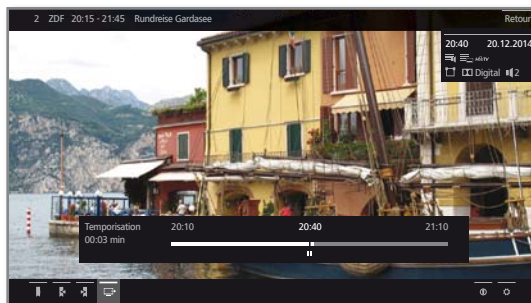 2 ZDF 20:15 - 21:45 Rundreise Gardasee Retour
20:40 20.12.2014
Digital 2
Temporisation 20:10 20:40 21:10
00:03 min